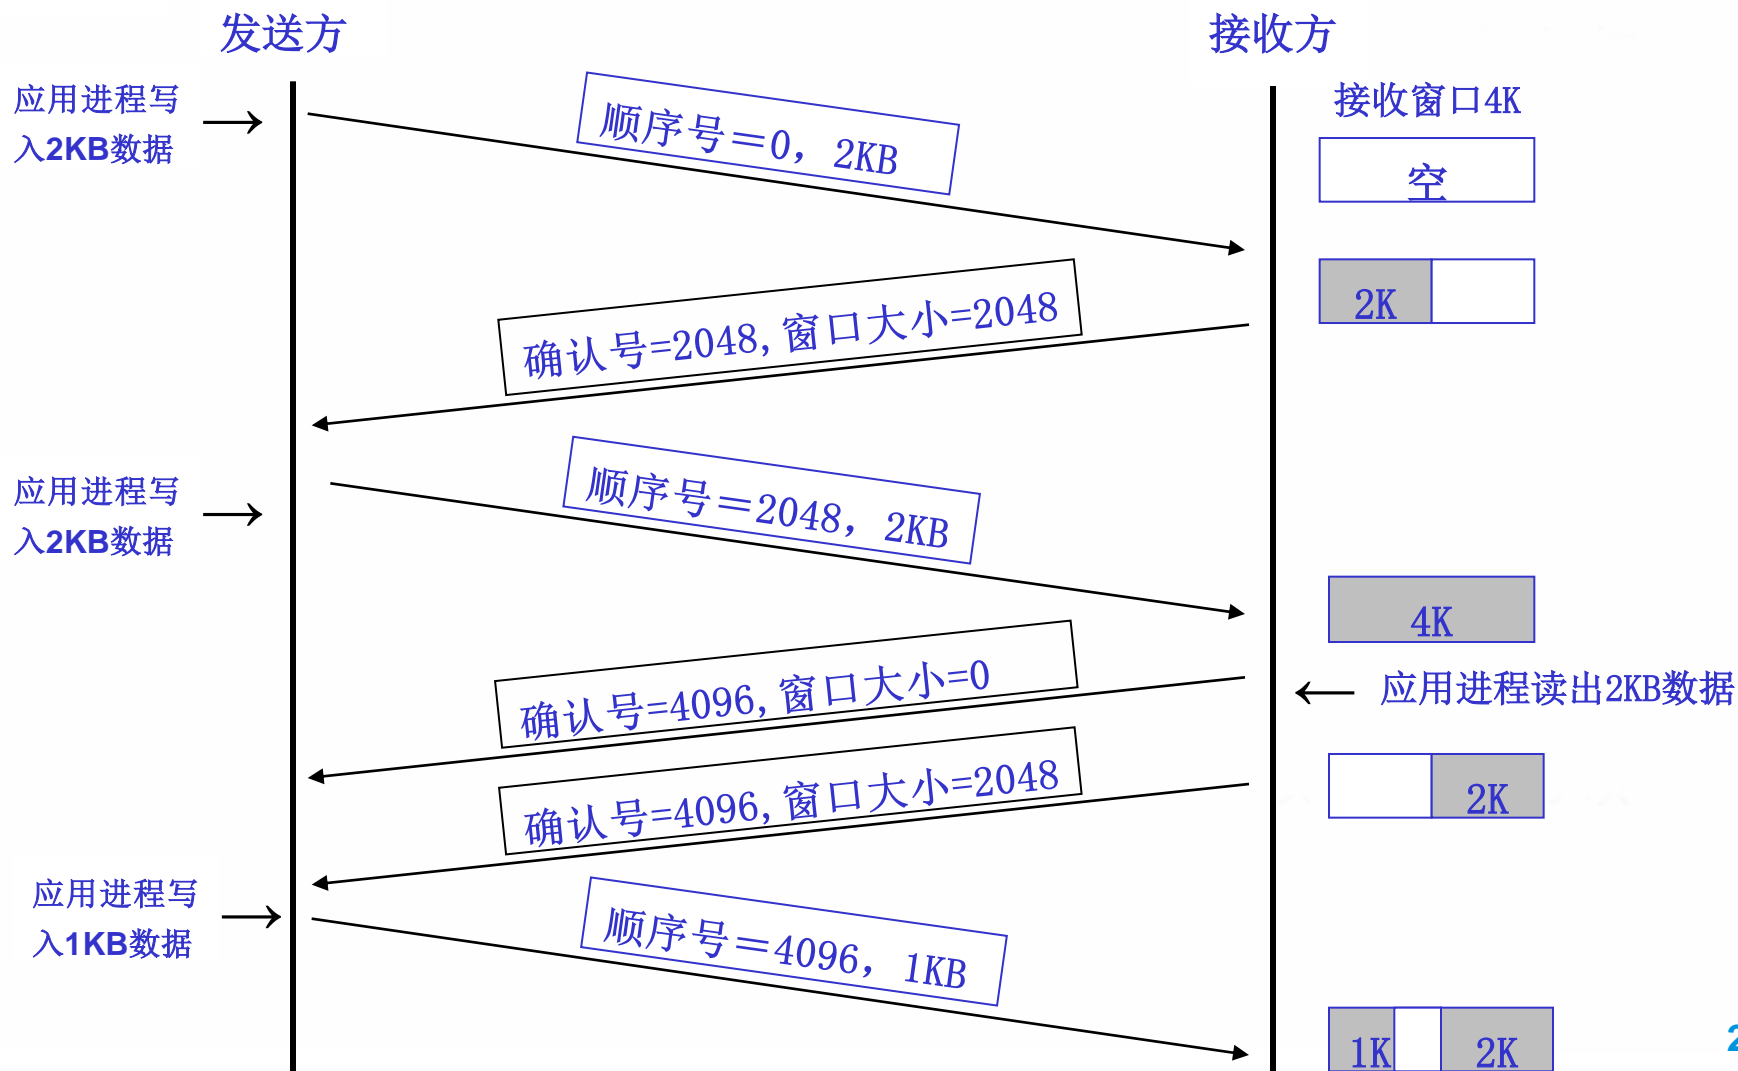 发送方
接收方
应用进程写
入2KB数据
顺序号＝0，2KB
接收窗口4K
空
2K
确认号=2048,窗口大小=2048
应用进程写
入2KB数据
顺序号＝2048，2KB
4K
确认号=4096,窗口大小=0
应用进程读出2KB数据
确认号=4096,窗口大小=2048
2K
应用进程写
入1KB数据
顺序号＝4096，1KB
1K
2K